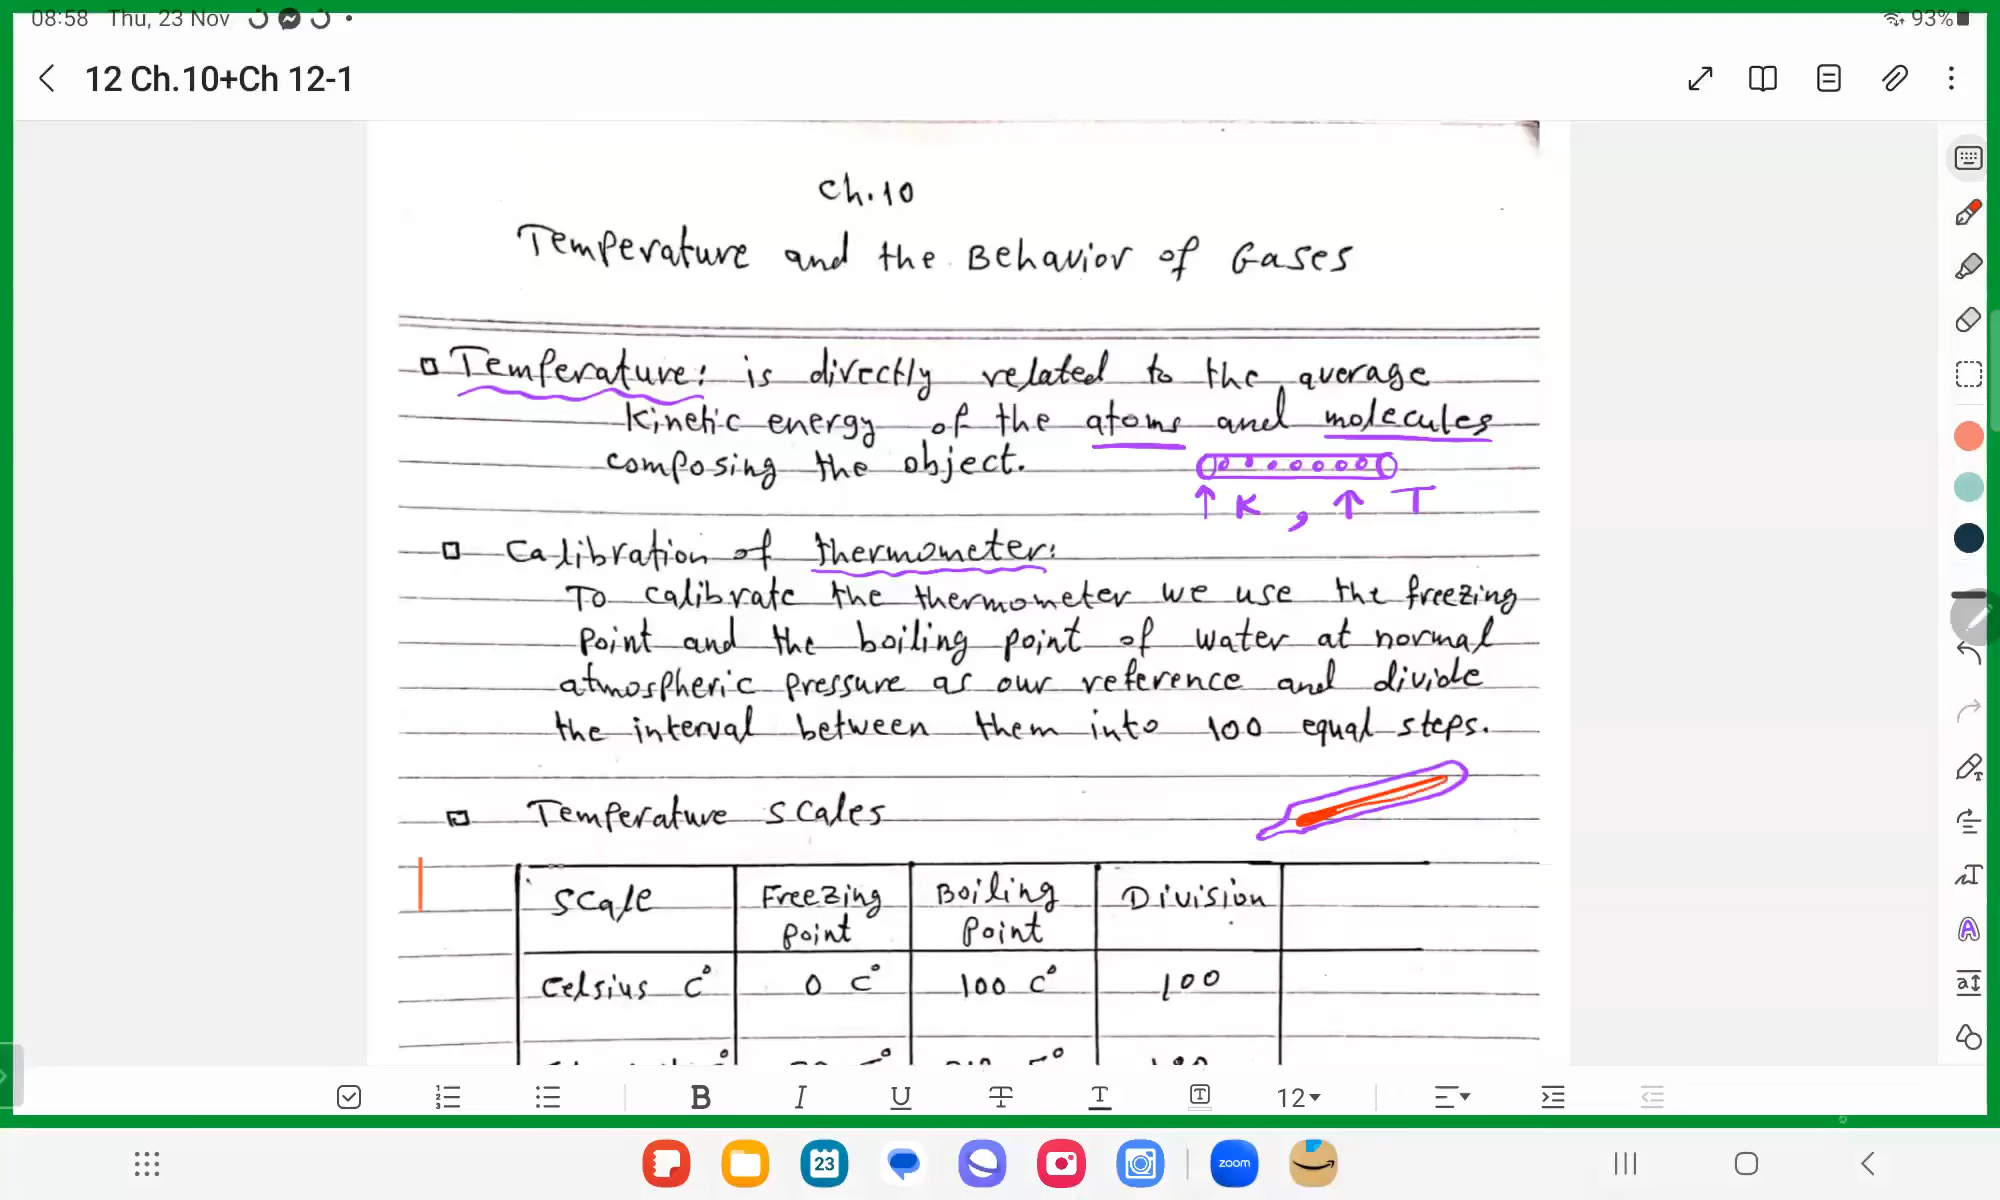 08:58 Thu, 23 Nov
93%
12 Ch.10+Ch 12-1
Ch.10
Temperature and the Behavior of Gases
Temperature: is directly related to the average
Kinetic energy of the atoms and molecules
composing the object.
↑ K, ↑ T
Calibration of thermometer:
To calibrate the thermometer we use the freezing
point and the boiling point of water at normal
atmospheric pressure as our reference and divide
the interval between them into 100 equal steps.
Temperature scales
Scale Freezing point Boiling Point Division
Celsius C° 0 C° 100 C° 100
B I U T T T 12
23
zoom